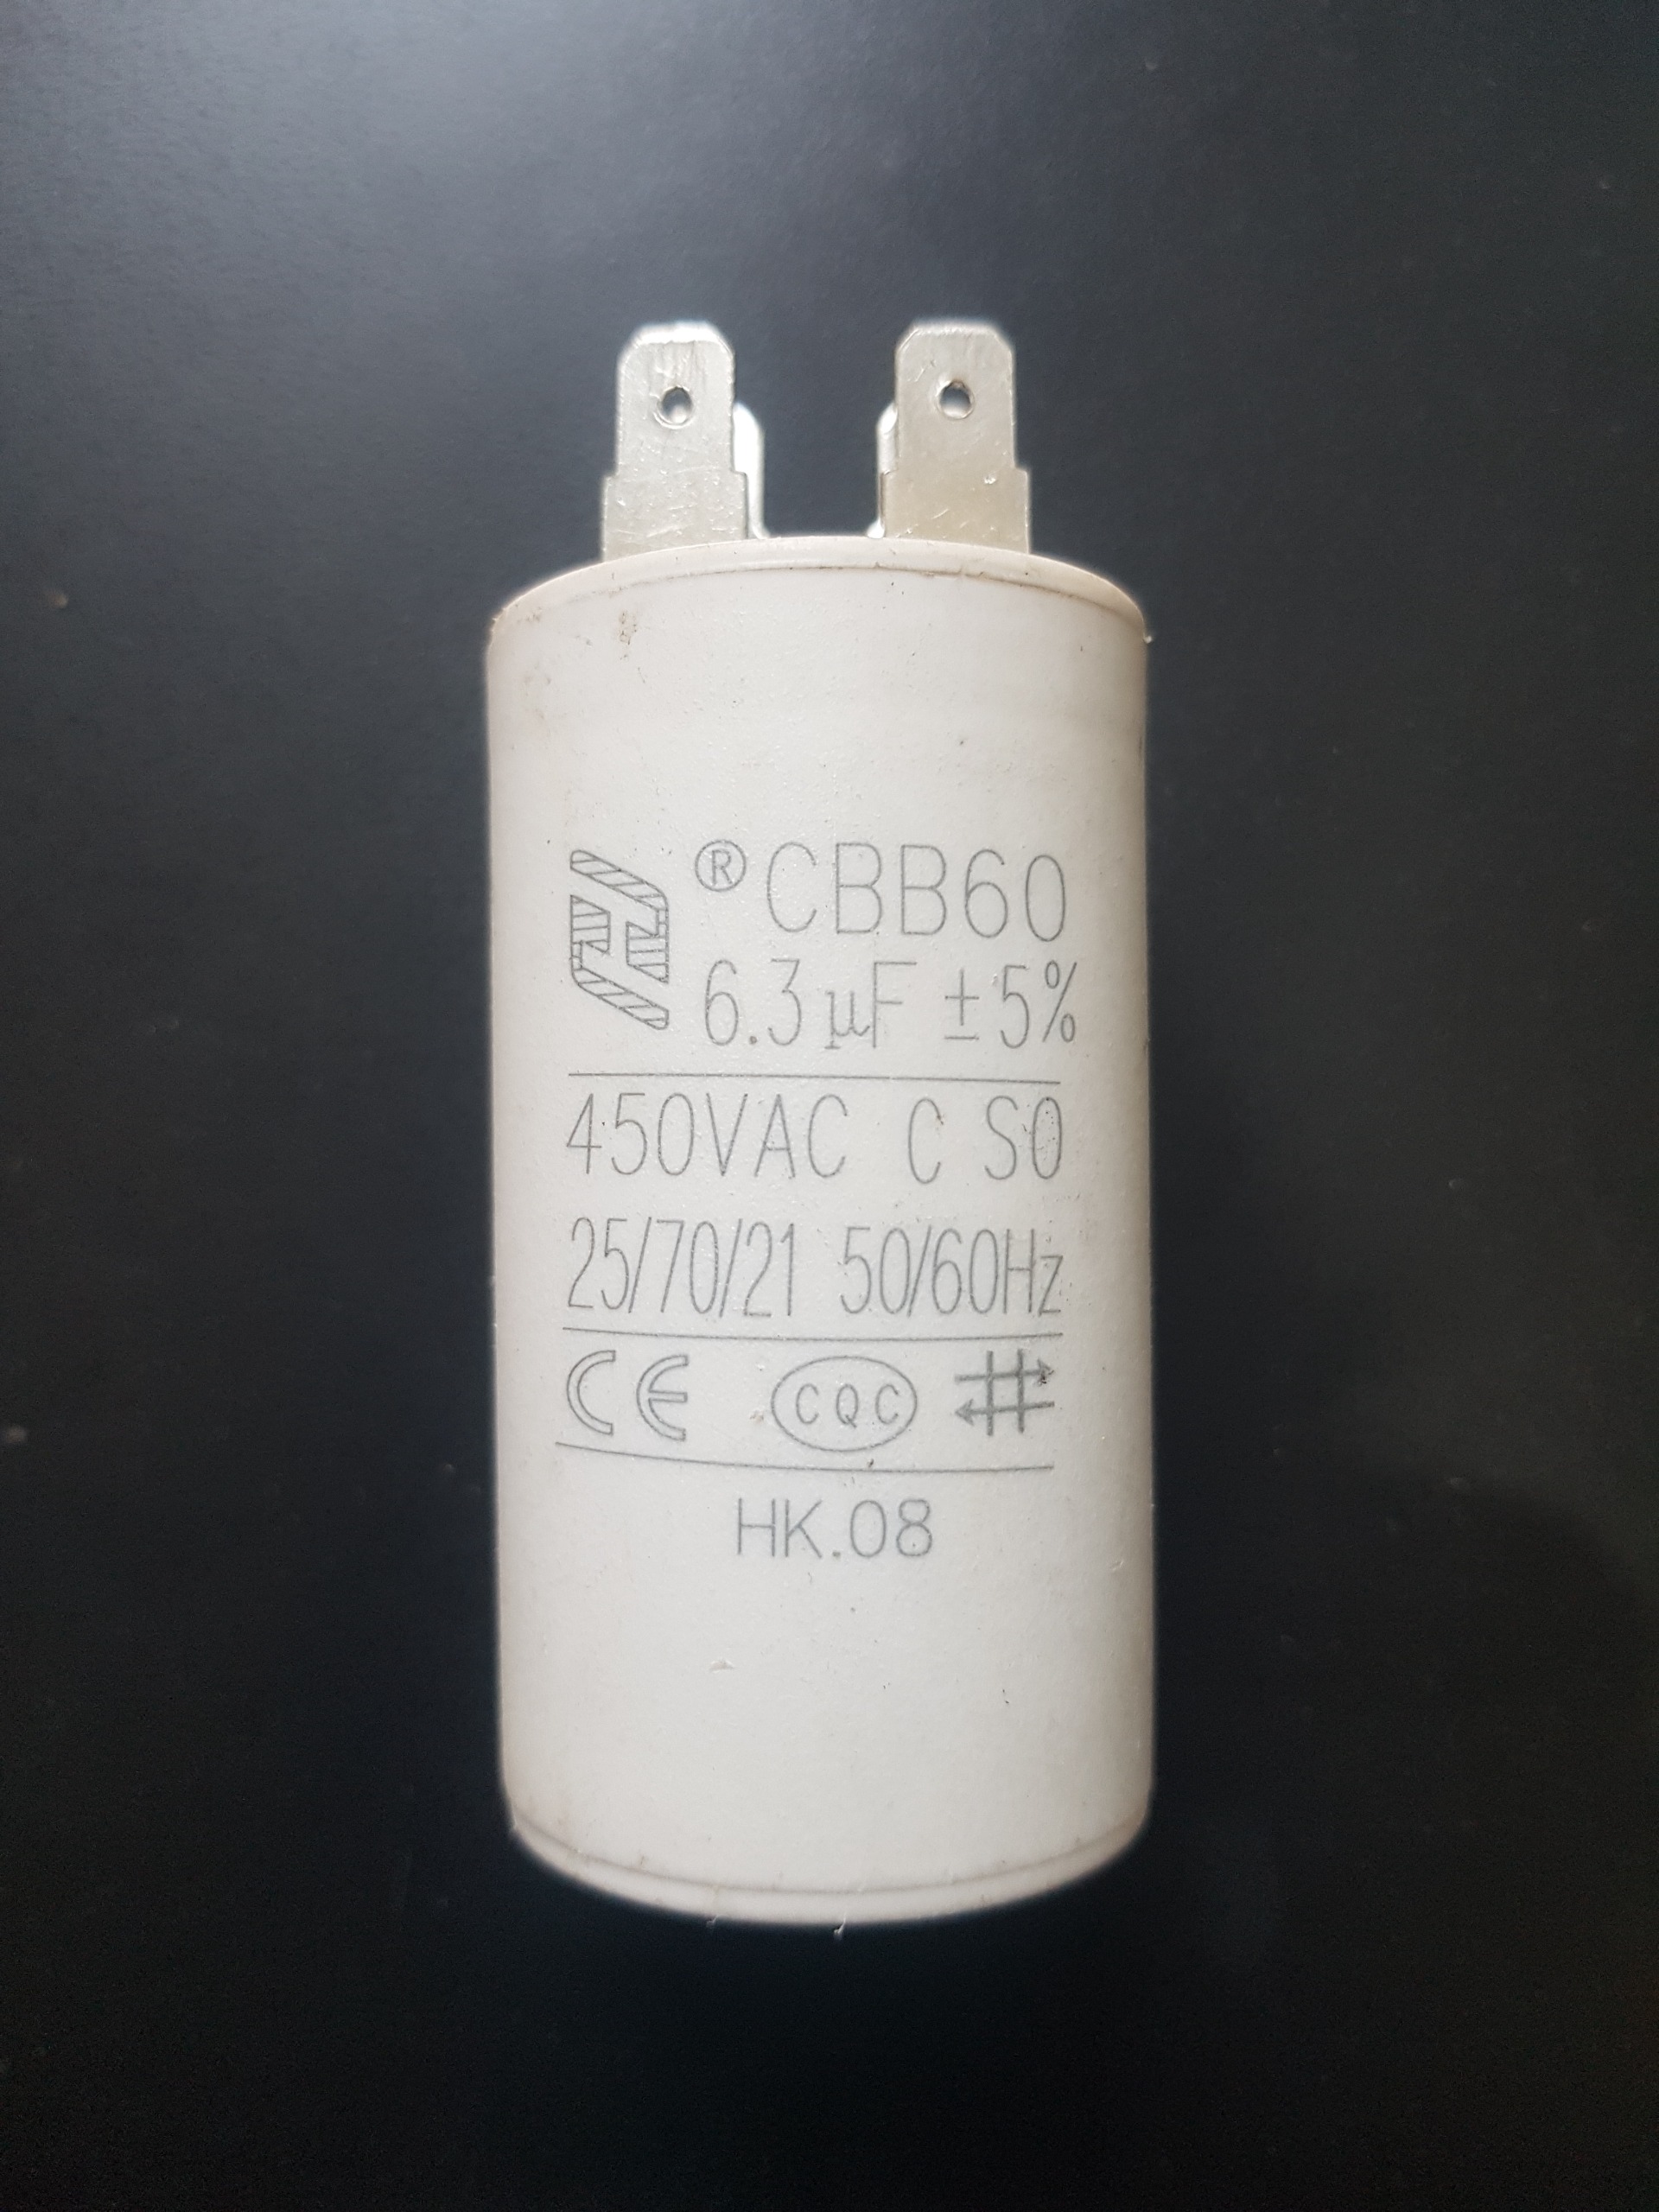 ®CBB60
6.3μF ±5%
450VAC C S0
25/70/21 50/60Hz
CE CQC
HK.08